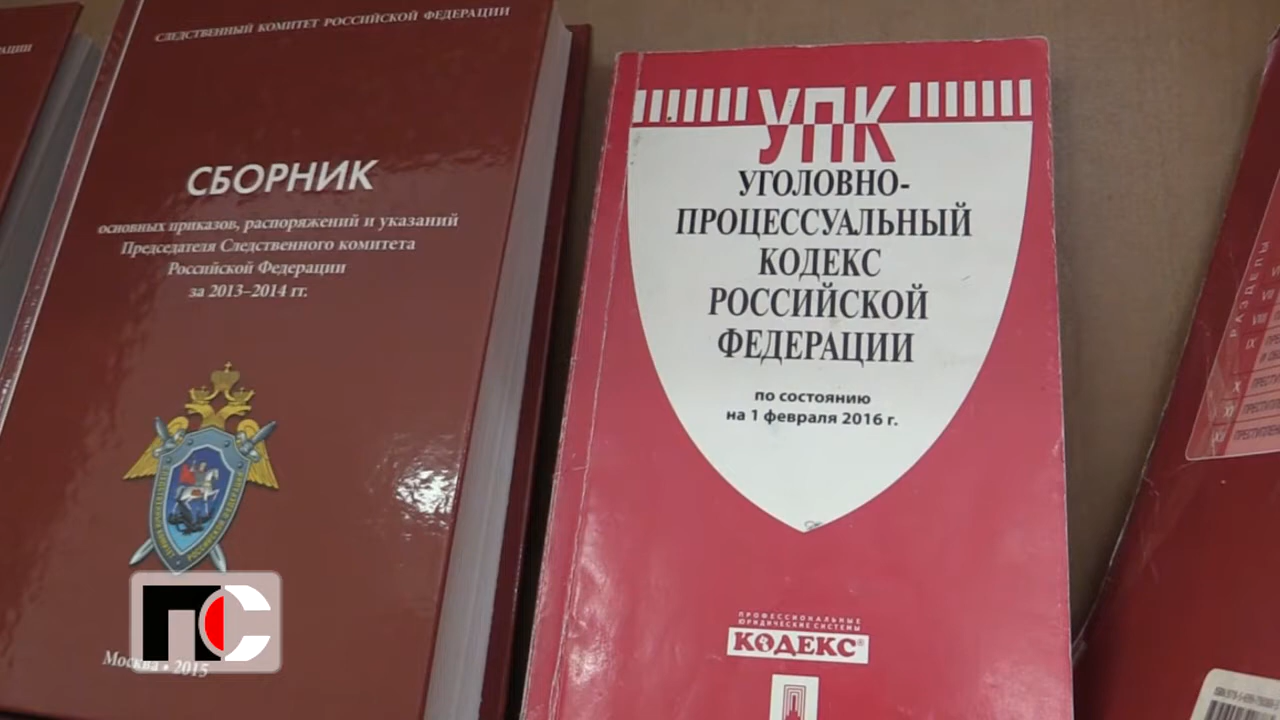 СЛЕДСТВЕННЫЙ КОМИТЕТ РОССИЙСКОЙ ФЕДЕРАЦИИ
СБОРНИК
основных приказов, распоряжений и указаний
Председателя Следственного комитета
Российской Федерации
за 2013–2014 гг.
Москва • 2015
ПС
УПК
УГОЛОВНО-
ПРОЦЕССУАЛЬНЫЙ
КОДЕКС
РОССИЙСКОЙ
ФЕДЕРАЦИИ
по состоянию
на 1 февраля 2016 г.
ПРОФЕССИОНАЛЬНЫЕ
ЮРИДИЧЕСКИЕ СИСТЕМЫ
КОДЕКС®
РАЗДЕЛЫ